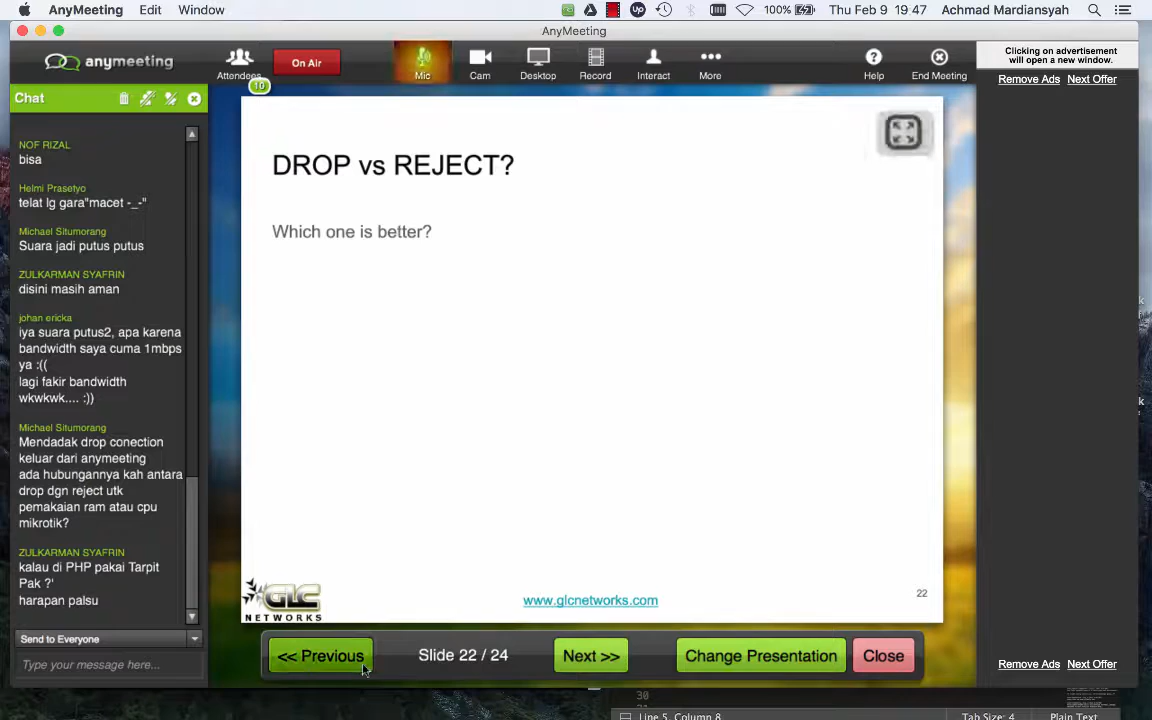 AnyMeeting Edit Window
Up
100% Thu Feb 9 19:47 Achmad Mardiansyah
AnyMeeting
anymeeting
Attendees
10
On Air
Mic
Cam
Desktop
Record
Interact
More
Help
End Meeting
Clicking on advertisement
will open a new window.
Remove Ads Next Offer
Chat
NOF RIZAL
bisa
Helmi Prasetyo
telat lg gara"macet -_-"
Michael Situmorang
Suara jadi putus putus
ZULKARMAN SYAFRIN
disini masih aman
johan ericka
iya suara putus2, apa karena
bandwidth saya cuma 1mbps
ya :((
lagi fakir bandwidth
wkwkwk.... :))
Michael Situmorang
Mendadak drop conection
keluar dari anymeeting
ada hubungannya kah antara
drop dgn reject utk
pemakaian ram atau cpu
mikrotik?
ZULKARMAN SYAFRIN
kalau di PHP pakai Tarpit
Pak ?'
harapan palsu
Send to Everyone
Type your message here...
DROP vs REJECT?
Which one is better?
GLC
NETWORKS
www.glcnetworks.com
22
<< Previous
Slide 22 / 24
Next >>
Change Presentation
Close
Remove Ads Next Offer
30
Line 5, Column 8
Tab Size: 4
Plain Text